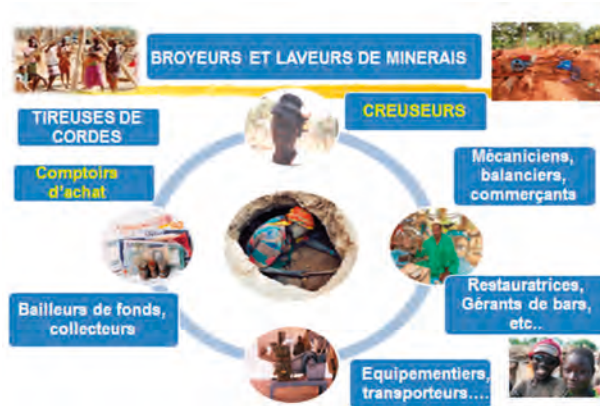 BROYEURS ET LAVEURS DE MINERAIS
TIREUSES DE
CORDES
CREUSEURS
Comptoirs
d'achat
Mécaniciens,
balanciers,
commerçants
Bailleurs de fonds,
collecteurs
Restauratrices,
Gérants de bars,
etc..
Equipementiers,
transporteurs....